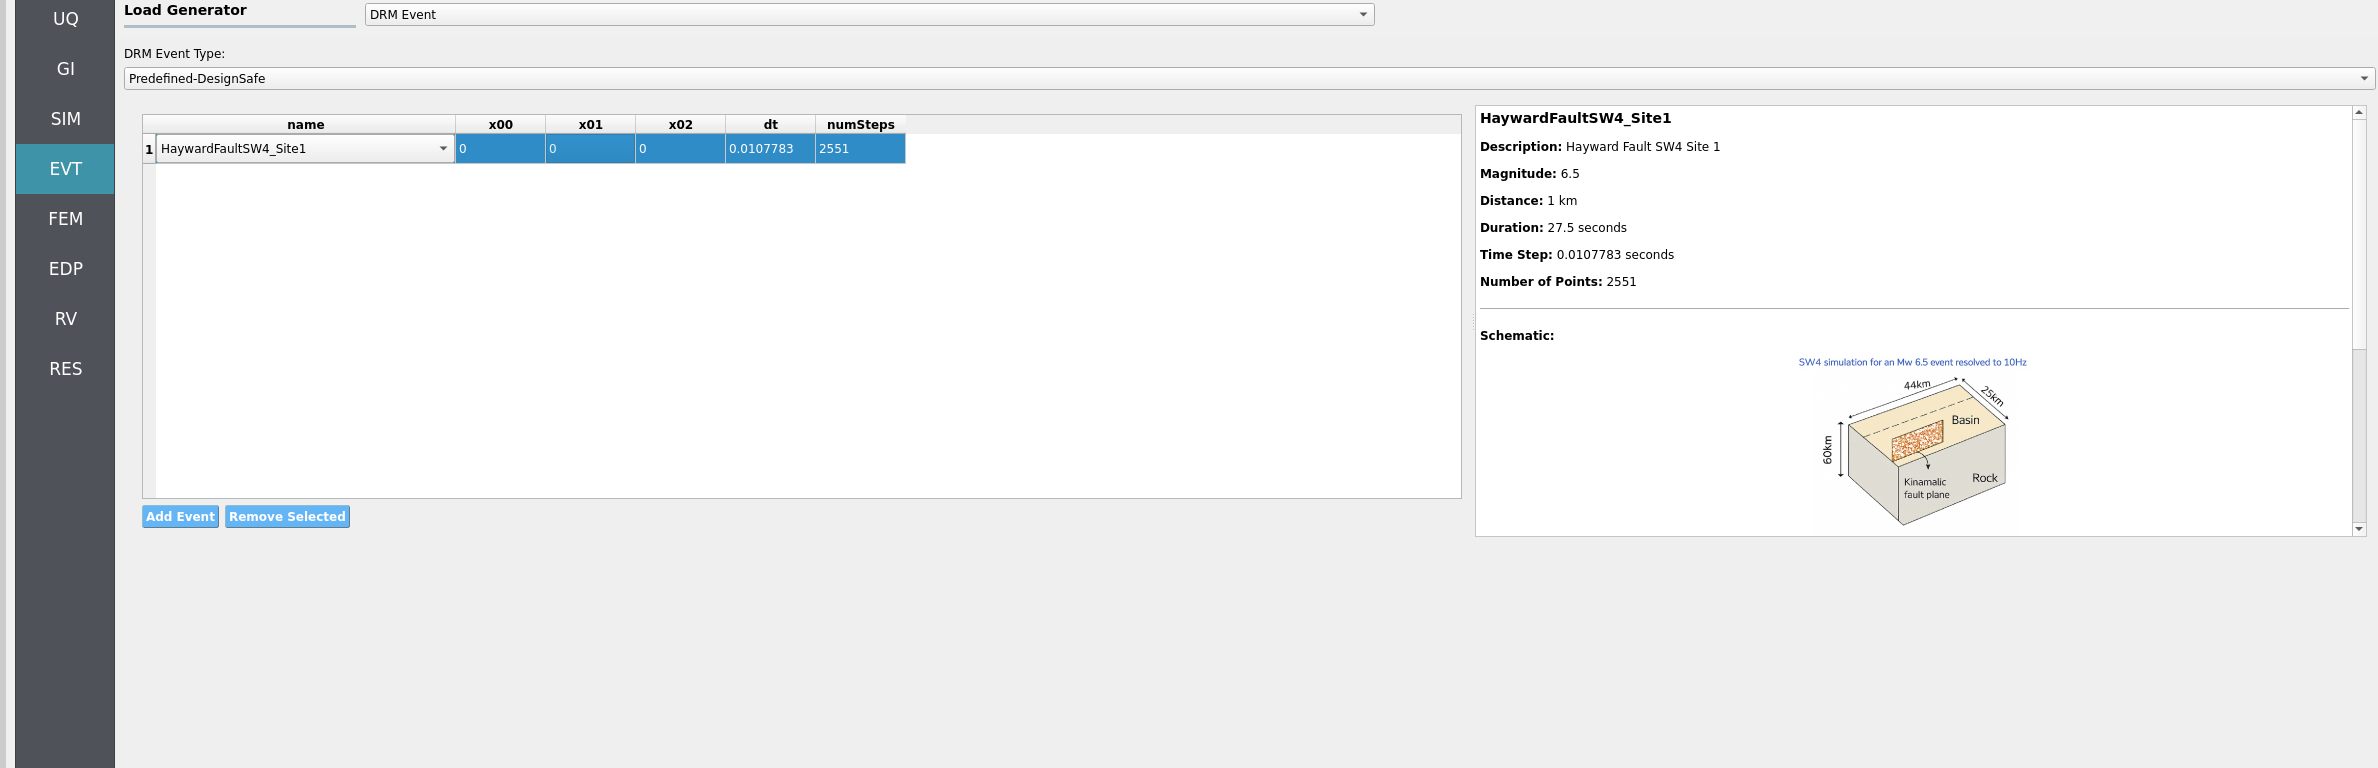 UQ
GI
SIM
EVT
FEM
EDP
RV
RES
Load Generator
DRM Event
DRM Event Type:
Predefined-DesignSafe
name x00 x01 x02 dt numSteps
1 HaywardFaultSW4_Site1 0 0 0 0.0107783 2551
Add Event Remove Selected
HaywardFaultSW4_Site1
Description: Hayward Fault SW4 Site 1
Magnitude: 6.5
Distance: 1 km
Duration: 27.5 seconds
Time Step: 0.0107783 seconds
Number of Points: 2551
Schematic:
SW4 simulation for an Mw 6.5 event resolved to 10Hz
44km
25km
Basin
60km
Rock
Kinamalic
fault plane